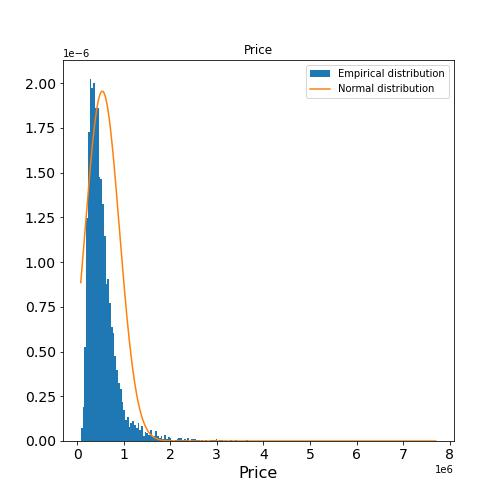 Price
1e−6
Empirical distribution
Normal distribution
2.00
1.75
1.50
1.25
1.00
0.75
0.50
0.25
0.00
0 1 2 3 4 5 6 7 8
Price
1e6